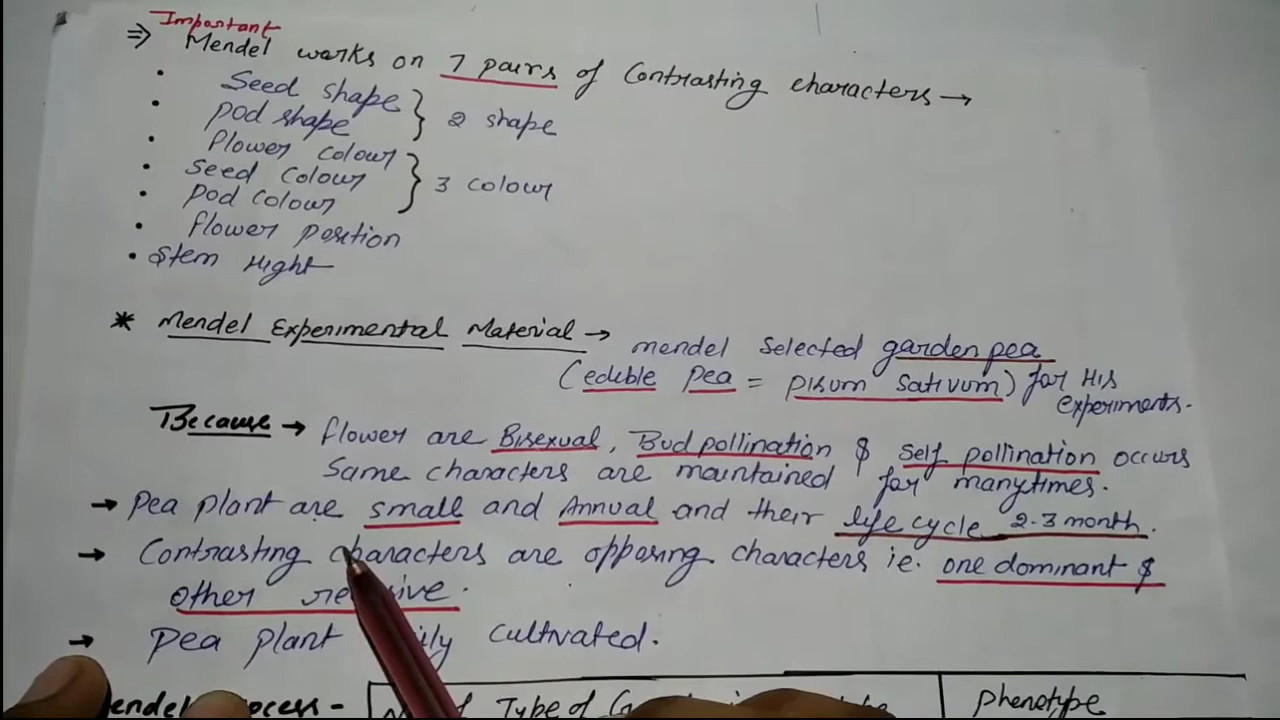 Important
⇒ Mendel works on 7 pairs of Contrasting characters →
• Seed shape
• Pod shape } 2 shape
• Flower colour
• Seed colour } 3 colour
• Pod colour
• flower position
• Stem Hight
* Mendel Experimental Material → mendel selected garden pea
(edible pea = pisum sativum) for His
experiments.
Because → flower are Bisexual, Bud pollination & Self pollination occurs
Same characters are maintained for manytimes.
→ Pea plant are small and Annual and their life cycle 2-3 month.
→ Contrasting characters are opposing characters i.e. one dominant &
other
→ Pea plant cultivated.
Type of
Phenotype